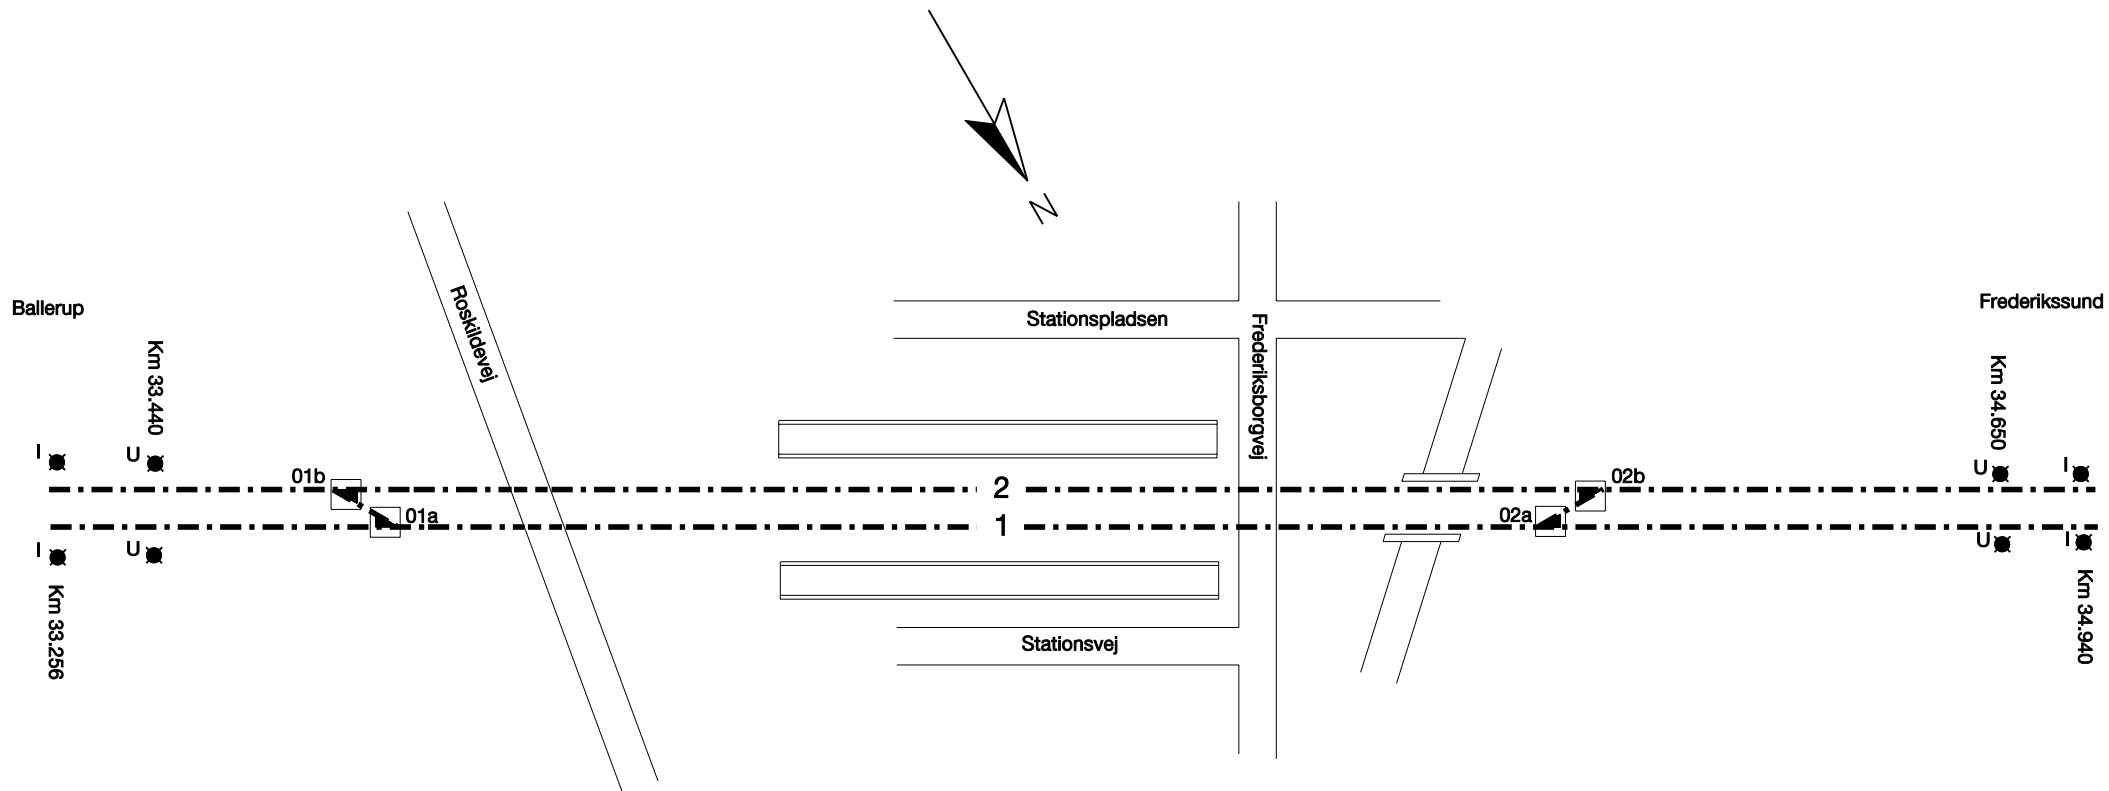 N
Ballerup
Frederikssund
Stationspladsen
Roskildevej
Frederiksborgvej
Km 33.440
Km 34.650
I
U
01b
2
02b
U
I
01a
1
02a
I
U
U
I
Km 33.256
Stationsvej
Km 34.940